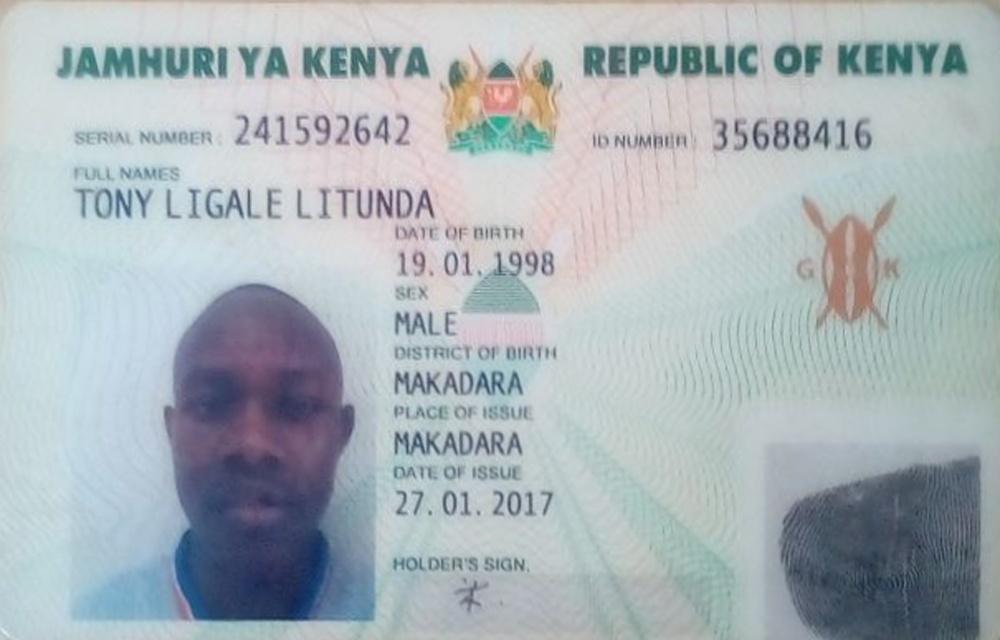 JAMHURI YA KENYA REPUBLIC OF KENYA
SERIAL NUMBER: 241592642 ID NUMBER: 35688416
FULL NAMES
TONY LIGALE LITUNDA
DATE OF BIRTH
19.01.1998
SEX
MALE
G K
DISTRICT OF BIRTH
MAKADARA
PLACE OF ISSUE
MAKADARA
DATE OF ISSUE
27.01.2017
HOLDER'S SIGN.